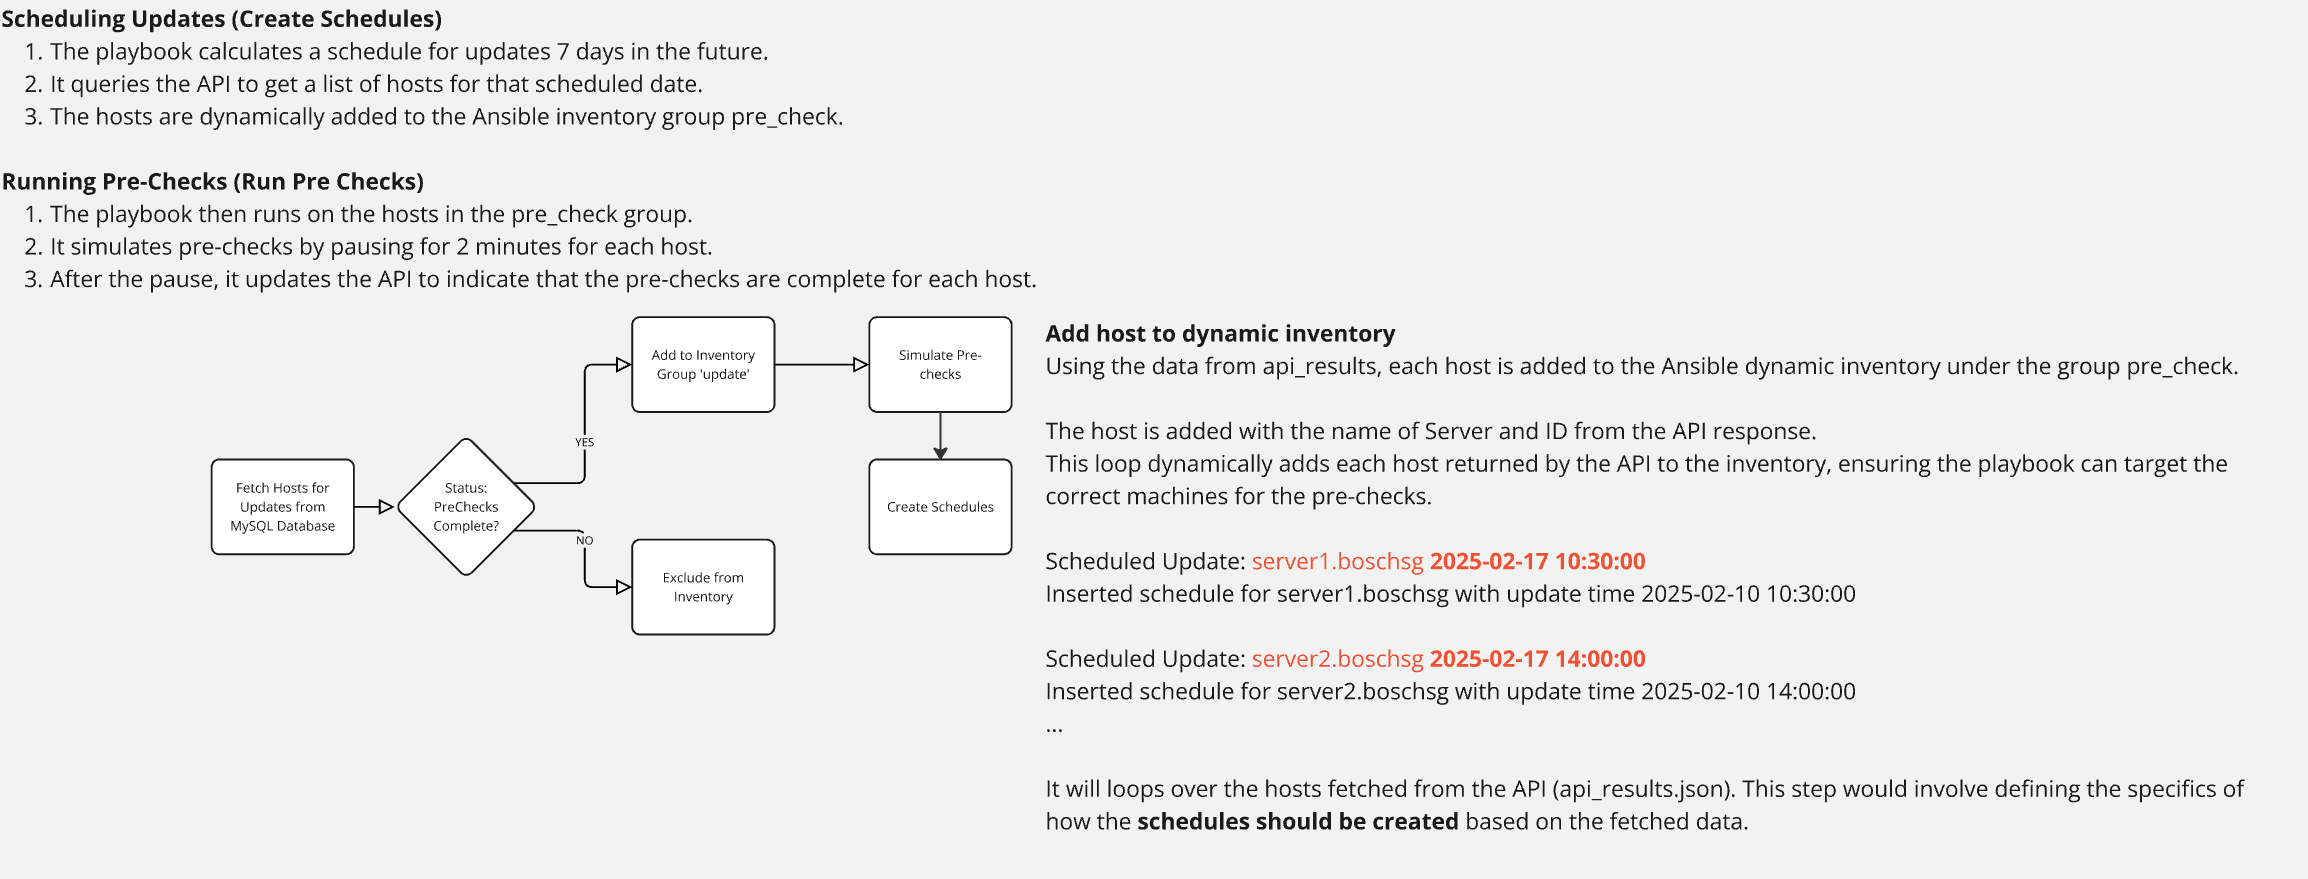 Scheduling Updates (Create Schedules)
1. The playbook calculates a schedule for updates 7 days in the future.
2. It queries the API to get a list of hosts for that scheduled date.
3. The hosts are dynamically added to the Ansible inventory group pre_check.
Running Pre-Checks (Run Pre Checks)
1. The playbook then runs on the hosts in the pre_check group.
2. It simulates pre-checks by pausing for 2 minutes for each host.
3. After the pause, it updates the API to indicate that the pre-checks are complete for each host.
Fetch Hosts for
Updates from
MySQL Database
Status:
PreChecks
Complete?
YES
NO
Add to Inventory
Group 'update'
Exclude from
Inventory
Simulate Pre-
checks
Create Schedules
Add host to dynamic inventory
Using the data from api_results, each host is added to the Ansible dynamic inventory under the group pre_check.
The host is added with the name of Server and ID from the API response.
This loop dynamically adds each host returned by the API to the inventory, ensuring the playbook can target the
correct machines for the pre-checks.
Scheduled Update: server1.boschsg 2025-02-17 10:30:00
Inserted schedule for server1.boschsg with update time 2025-02-10 10:30:00
Scheduled Update: server2.boschsg 2025-02-17 14:00:00
Inserted schedule for server2.boschsg with update time 2025-02-10 14:00:00
...
It will loops over the hosts fetched from the API (api_results.json). This step would involve defining the specifics of
how the schedules should be created based on the fetched data.